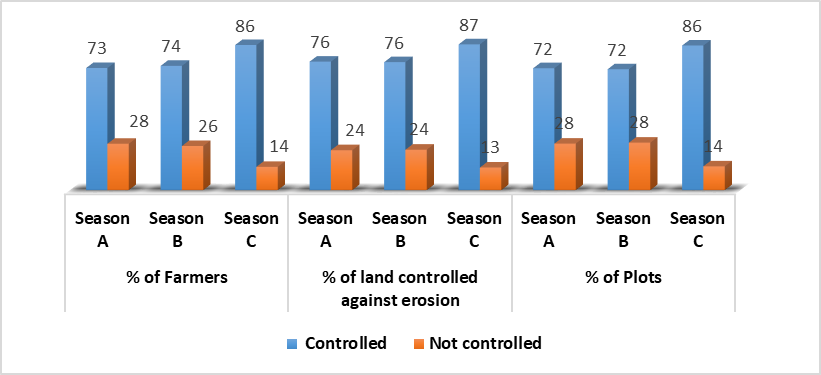 73 28 74 26 86 14 76 24 76 24 87 13 72 28 72 28 86 14
Season A Season B Season C Season A Season B Season C Season A Season B Season C
% of Farmers % of land controlled against erosion % of Plots
Controlled Not controlled